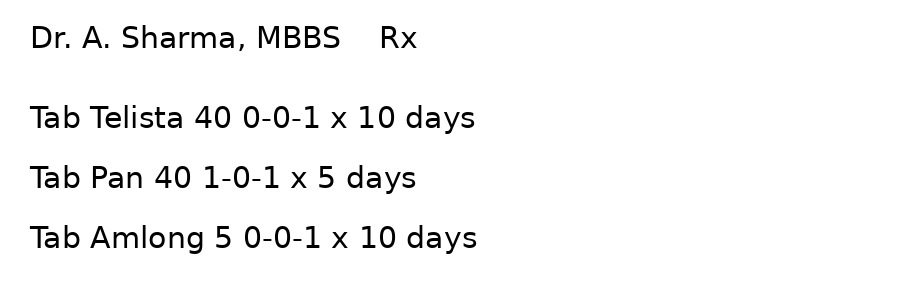 Dr. A. Sharma, MBBS    Rx
Tab Telista 40 0-0-1 x 10 days
Tab Pan 40 1-0-1 x 5 days
Tab Amlong 5 0-0-1 x 10 days